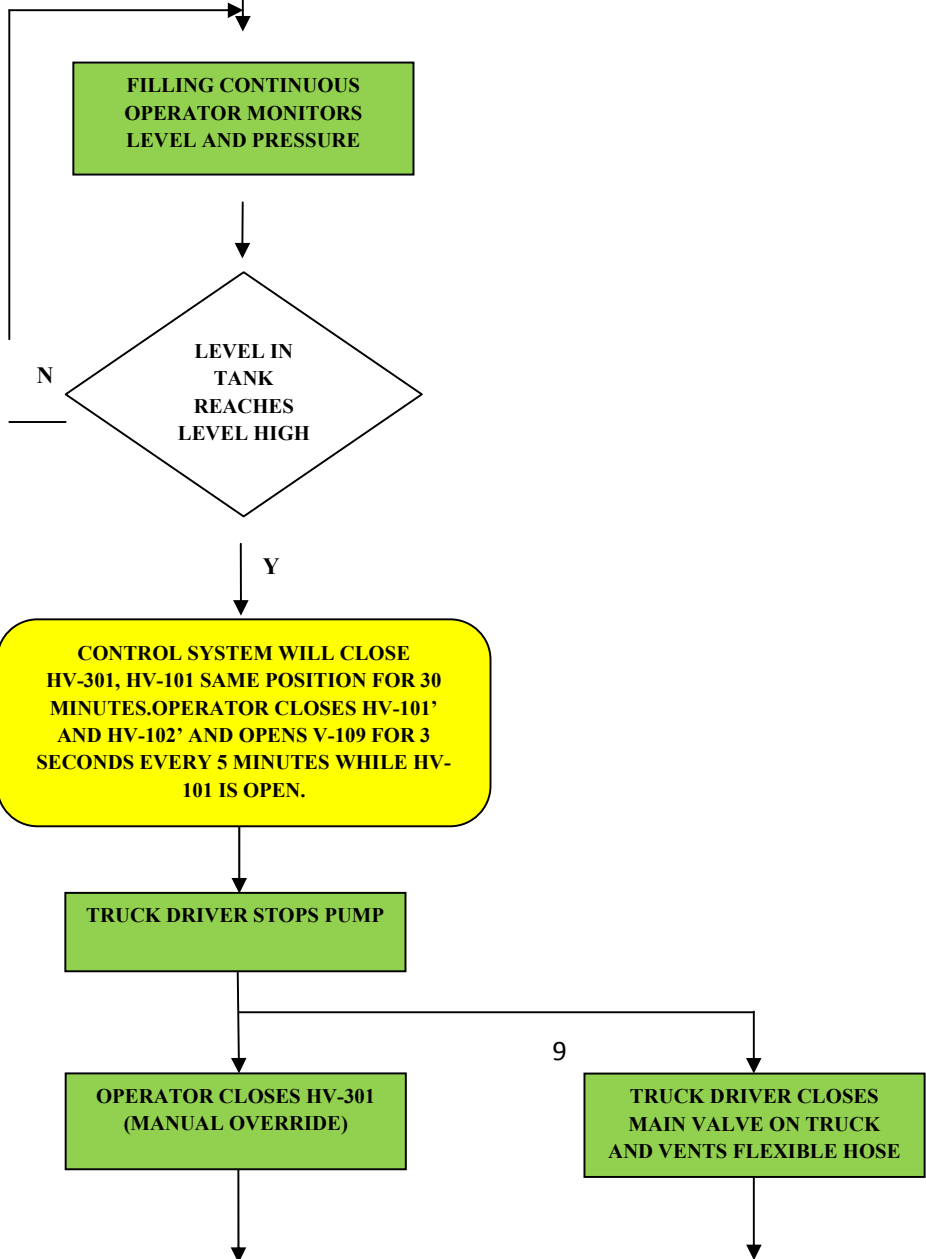 FILLING CONTINUOUS
OPERATOR MONITORS
LEVEL AND PRESSURE
LEVEL IN
TANK
REACHES
LEVEL HIGH
N
Y
CONTROL SYSTEM WILL CLOSE
HV-301, HV-101 SAME POSITION FOR 30
MINUTES.OPERATOR CLOSES HV-101’
AND HV-102’ AND OPENS V-109 FOR 3
SECONDS EVERY 5 MINUTES WHILE HV-
101 IS OPEN.
TRUCK DRIVER STOPS PUMP
9
OPERATOR CLOSES HV-301
(MANUAL OVERRIDE)
TRUCK DRIVER CLOSES
MAIN VALVE ON TRUCK
AND VENTS FLEXIBLE HOSE